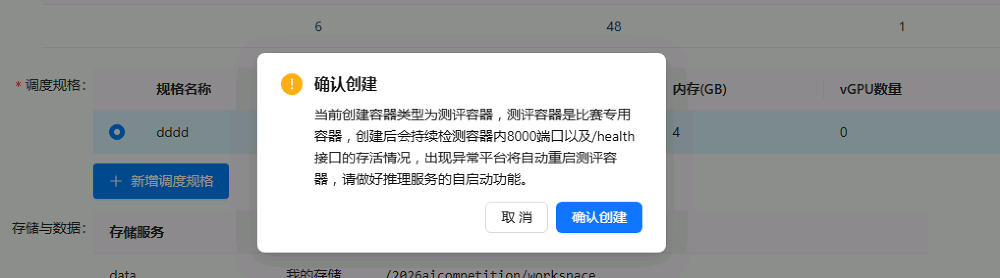 6 48 1
* 调度规格：
规格名称 内存(GB) vGPU数量
dddd 4 0
+ 新增调度规格
确认创建
当前创建容器类型为测评容器，测评容器是比赛专用
容器，创建后会持续检测容器内8000端口以及/health
接口的存活情况，出现异常平台将自动重启测评容
器，请做好推理服务的自启动功能。
取 消 确认创建
存储与数据：
存储服务
data 我的存储 /2026aicompetition/workspace